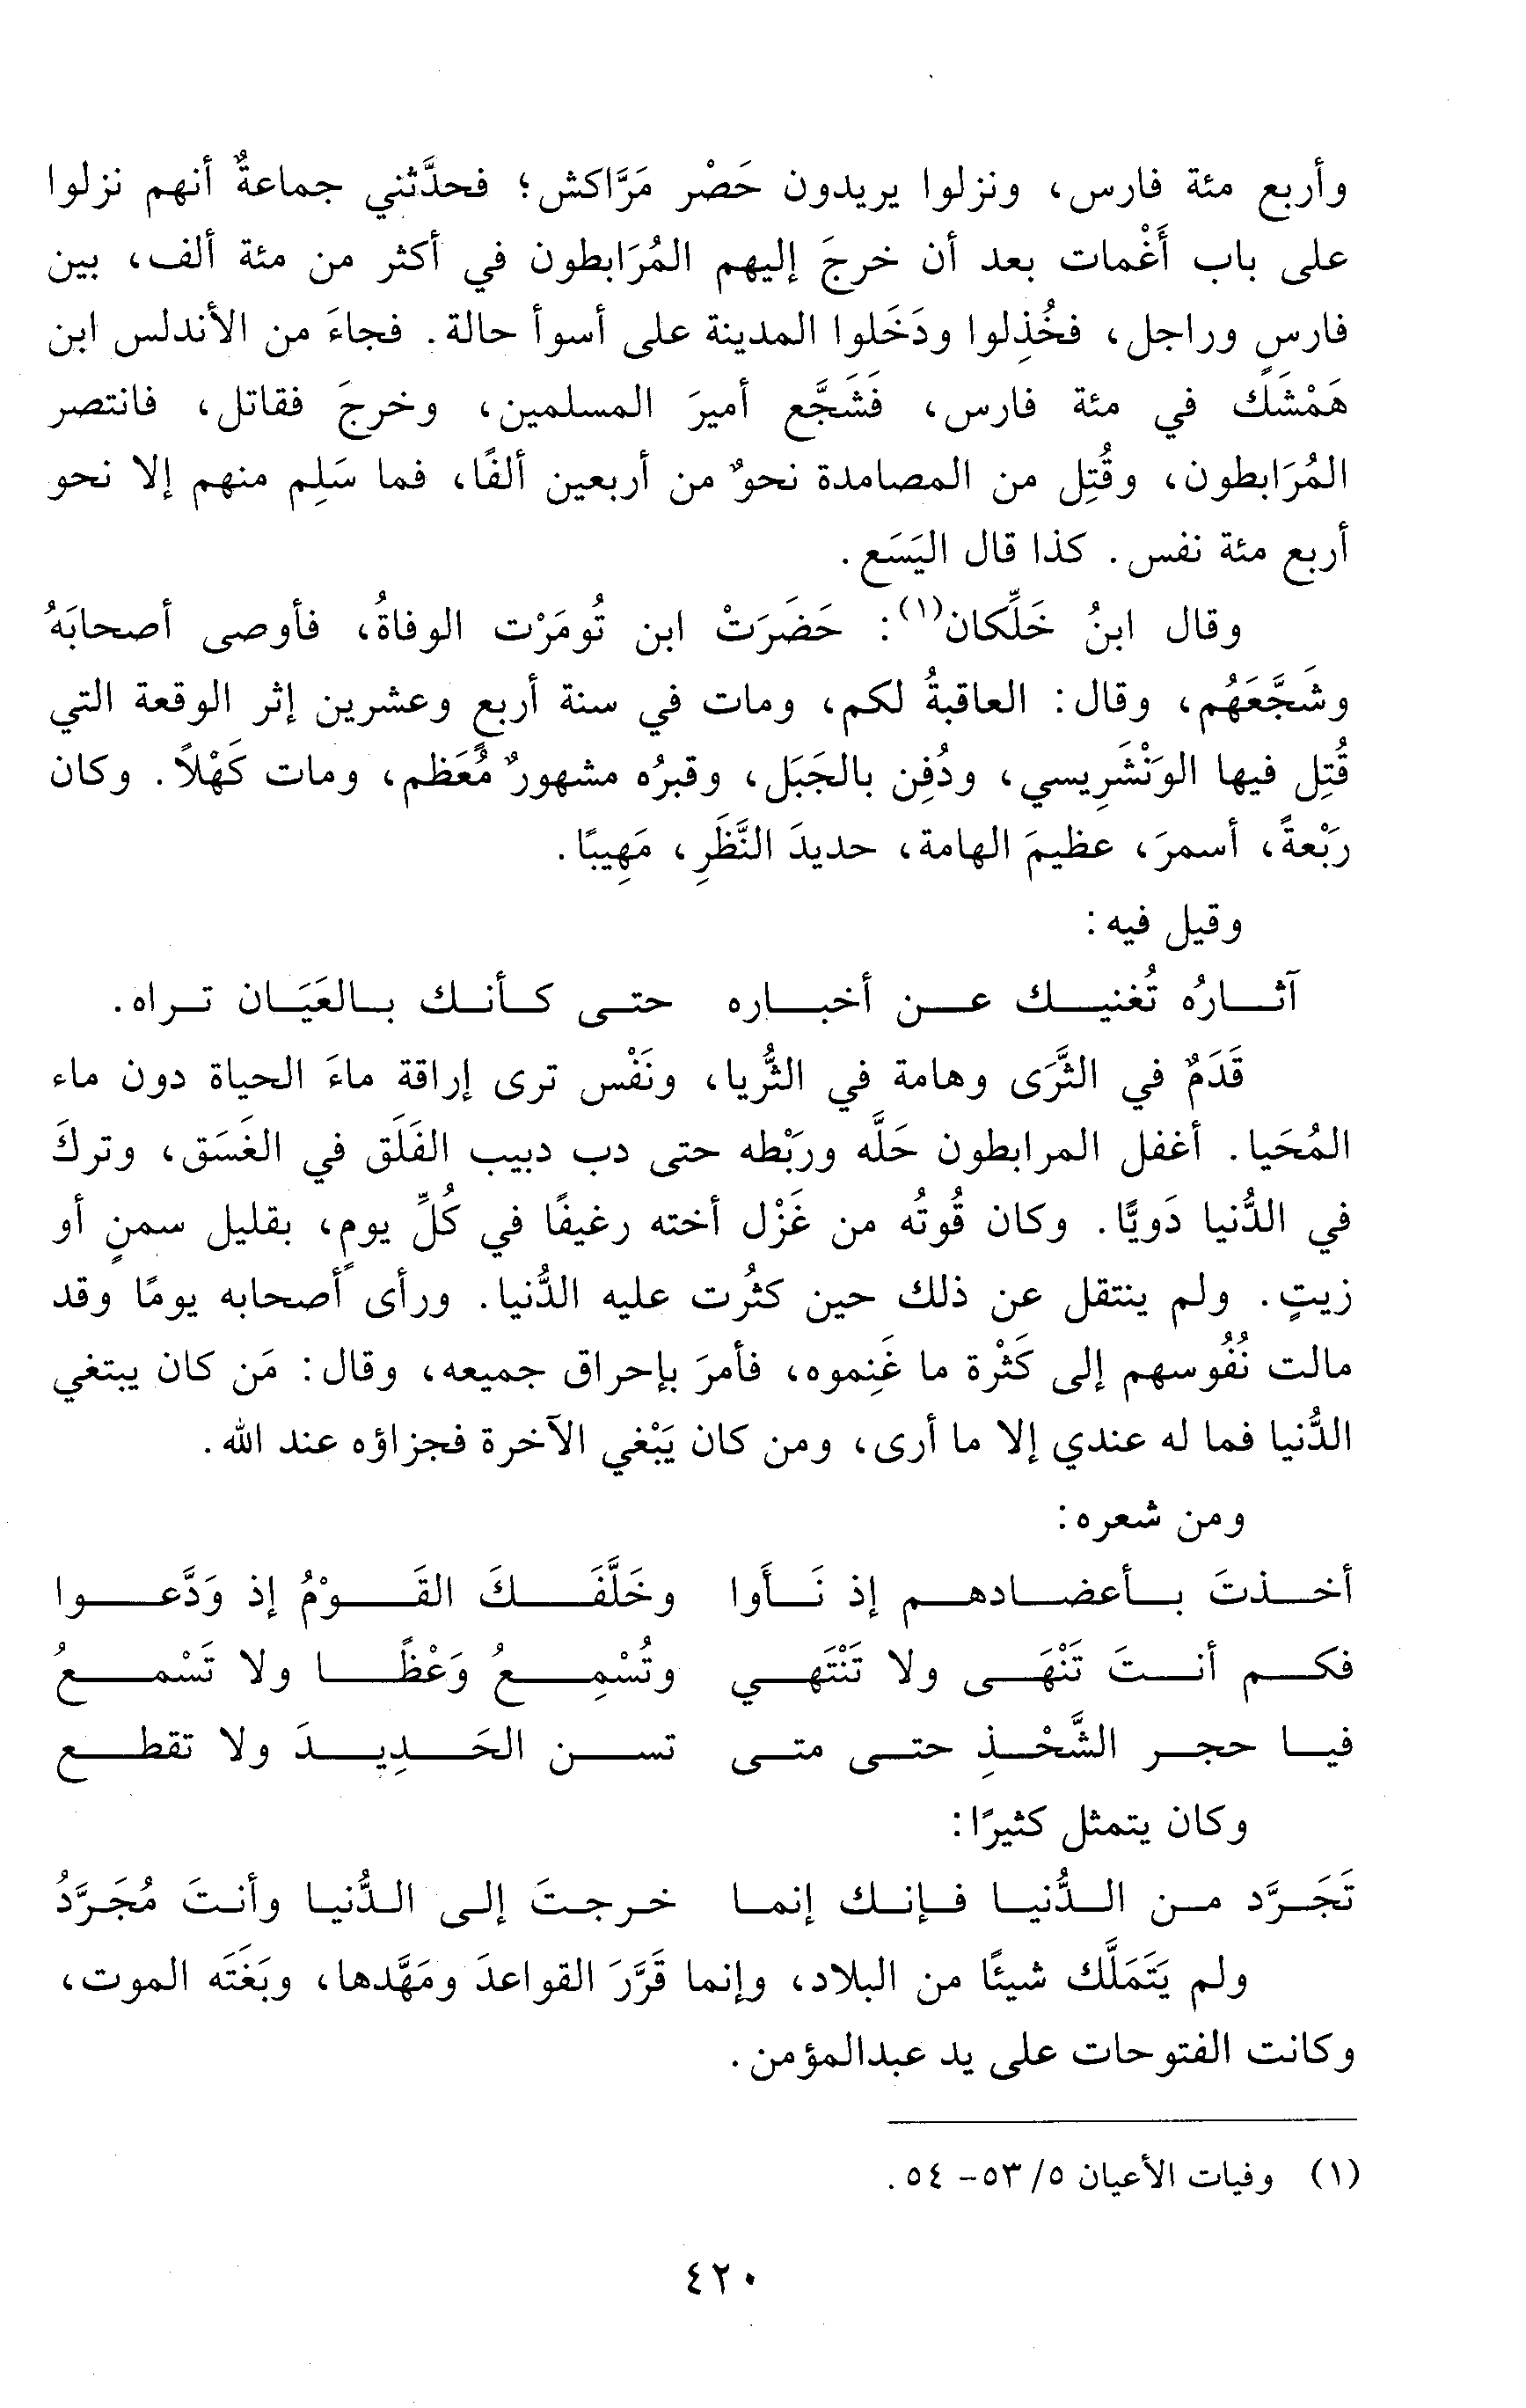 وأربع مئة فارس، ونزلوا يريدون حَصْر مَرَّاكش؛ فحدَّثني جماعةٌ أنهم نزلوا
على باب أَغْمات بعد أن خرجَ إليهم المُرَابطون في أكثر من مئة ألف، بين
فارسٍ وراجل، فخُذِلوا ودَخَلوا المدينة على أسوأ حالة. فجاءَ من الأندلس ابن
هَمْشَك في مئة فارس، فَشَجَّع أميرَ المسلمين، وخرجَ فقاتل، فانتصر
المُرَابطون، وقُتِل من المصامدة نحوٌ من أربعين ألفًا، فما سَلِم منهم إلا نحو
أربع مئة نفس. كذا قال اليَسَع.
وقال ابنُ خَلِّكان(١): حَضَرَتْ ابن تُومَرْت الوفاةُ، فأوصى أصحابَهُ
وشَجَّعَهُم، وقال: العاقبةُ لكم، ومات في سنة أربعٍ وعشرين إثر الوقعة التي
قُتِل فيها الوَنْشَرِيسي، ودُفِن بالجَبَل، وقبرُه مشهورٌ مُعَظم، ومات كَهْلاً. وكان
رَبْعةً، أسمرَ، عظيمَ الهامة، حديدَ النَّظَرِ، مَهِيبًا.
وقيل فيه:
آثارُه تُغنيك عن أخباره حتى كأنك بالعَيَان تراه.
قَدَمٌ في الثَّرَى وهامة في الثُّريا، ونَفْس ترى إراقة ماءَ الحياة دون ماء
المُحَيا. أغفل المرابطون حَلَّه ورَبْطه حتى دب دبيب الفَلَق في الغَسَق، وتركَ
في الدُّنيا دَويًّا. وكان قُوتُه من غَزْل أخته رغيفًا في كُلِّ يومٍ، بقليل سمنٍ أو
زيتٍ. ولم ينتقل عن ذلك حين كثُرت عليه الدُّنيا. ورأى أصحابه يومًا وقد
مالت نُفُوسهم إلى كَثْرة ما غَنِموه، فأمرَ بإحراق جميعه، وقال: مَن كان يبتغي
الدُّنيا فما له عندي إلا ما أرى، ومن كان يَبْغي الآخرة فجزاؤه عند الله.
ومن شعره:
أخذتَ بأعضادهم إذ نَأَوا وخَلَّفَكَ القَوْمُ إذ وَدَّعوا
فكم أنتَ تَنْهَى ولا تَنْتَهي وتُسْمِعُ وَعْظًا ولا تَسْمعُ
فيا حجر الشَّحْذِ حتى متى تسن الحَدِيدَ ولا تقطع
وكان يتمثل كثيرًا:
تَجَرَّد من الدُّنيا فإنك إنما خرجتَ إلى الدُّنيا وأنتَ مُجَرَّدُ
ولم يَتَمَلَّك شيئًا من البلاد، وإنما قَرَّرَ القواعدَ ومَهَّدها، وبَغَتَه الموت،
وكانت الفتوحات على يد عبدالمؤمن.
(١) وفيات الأعيان ٥/ ٥٣- ٥٤.
٤٢٠